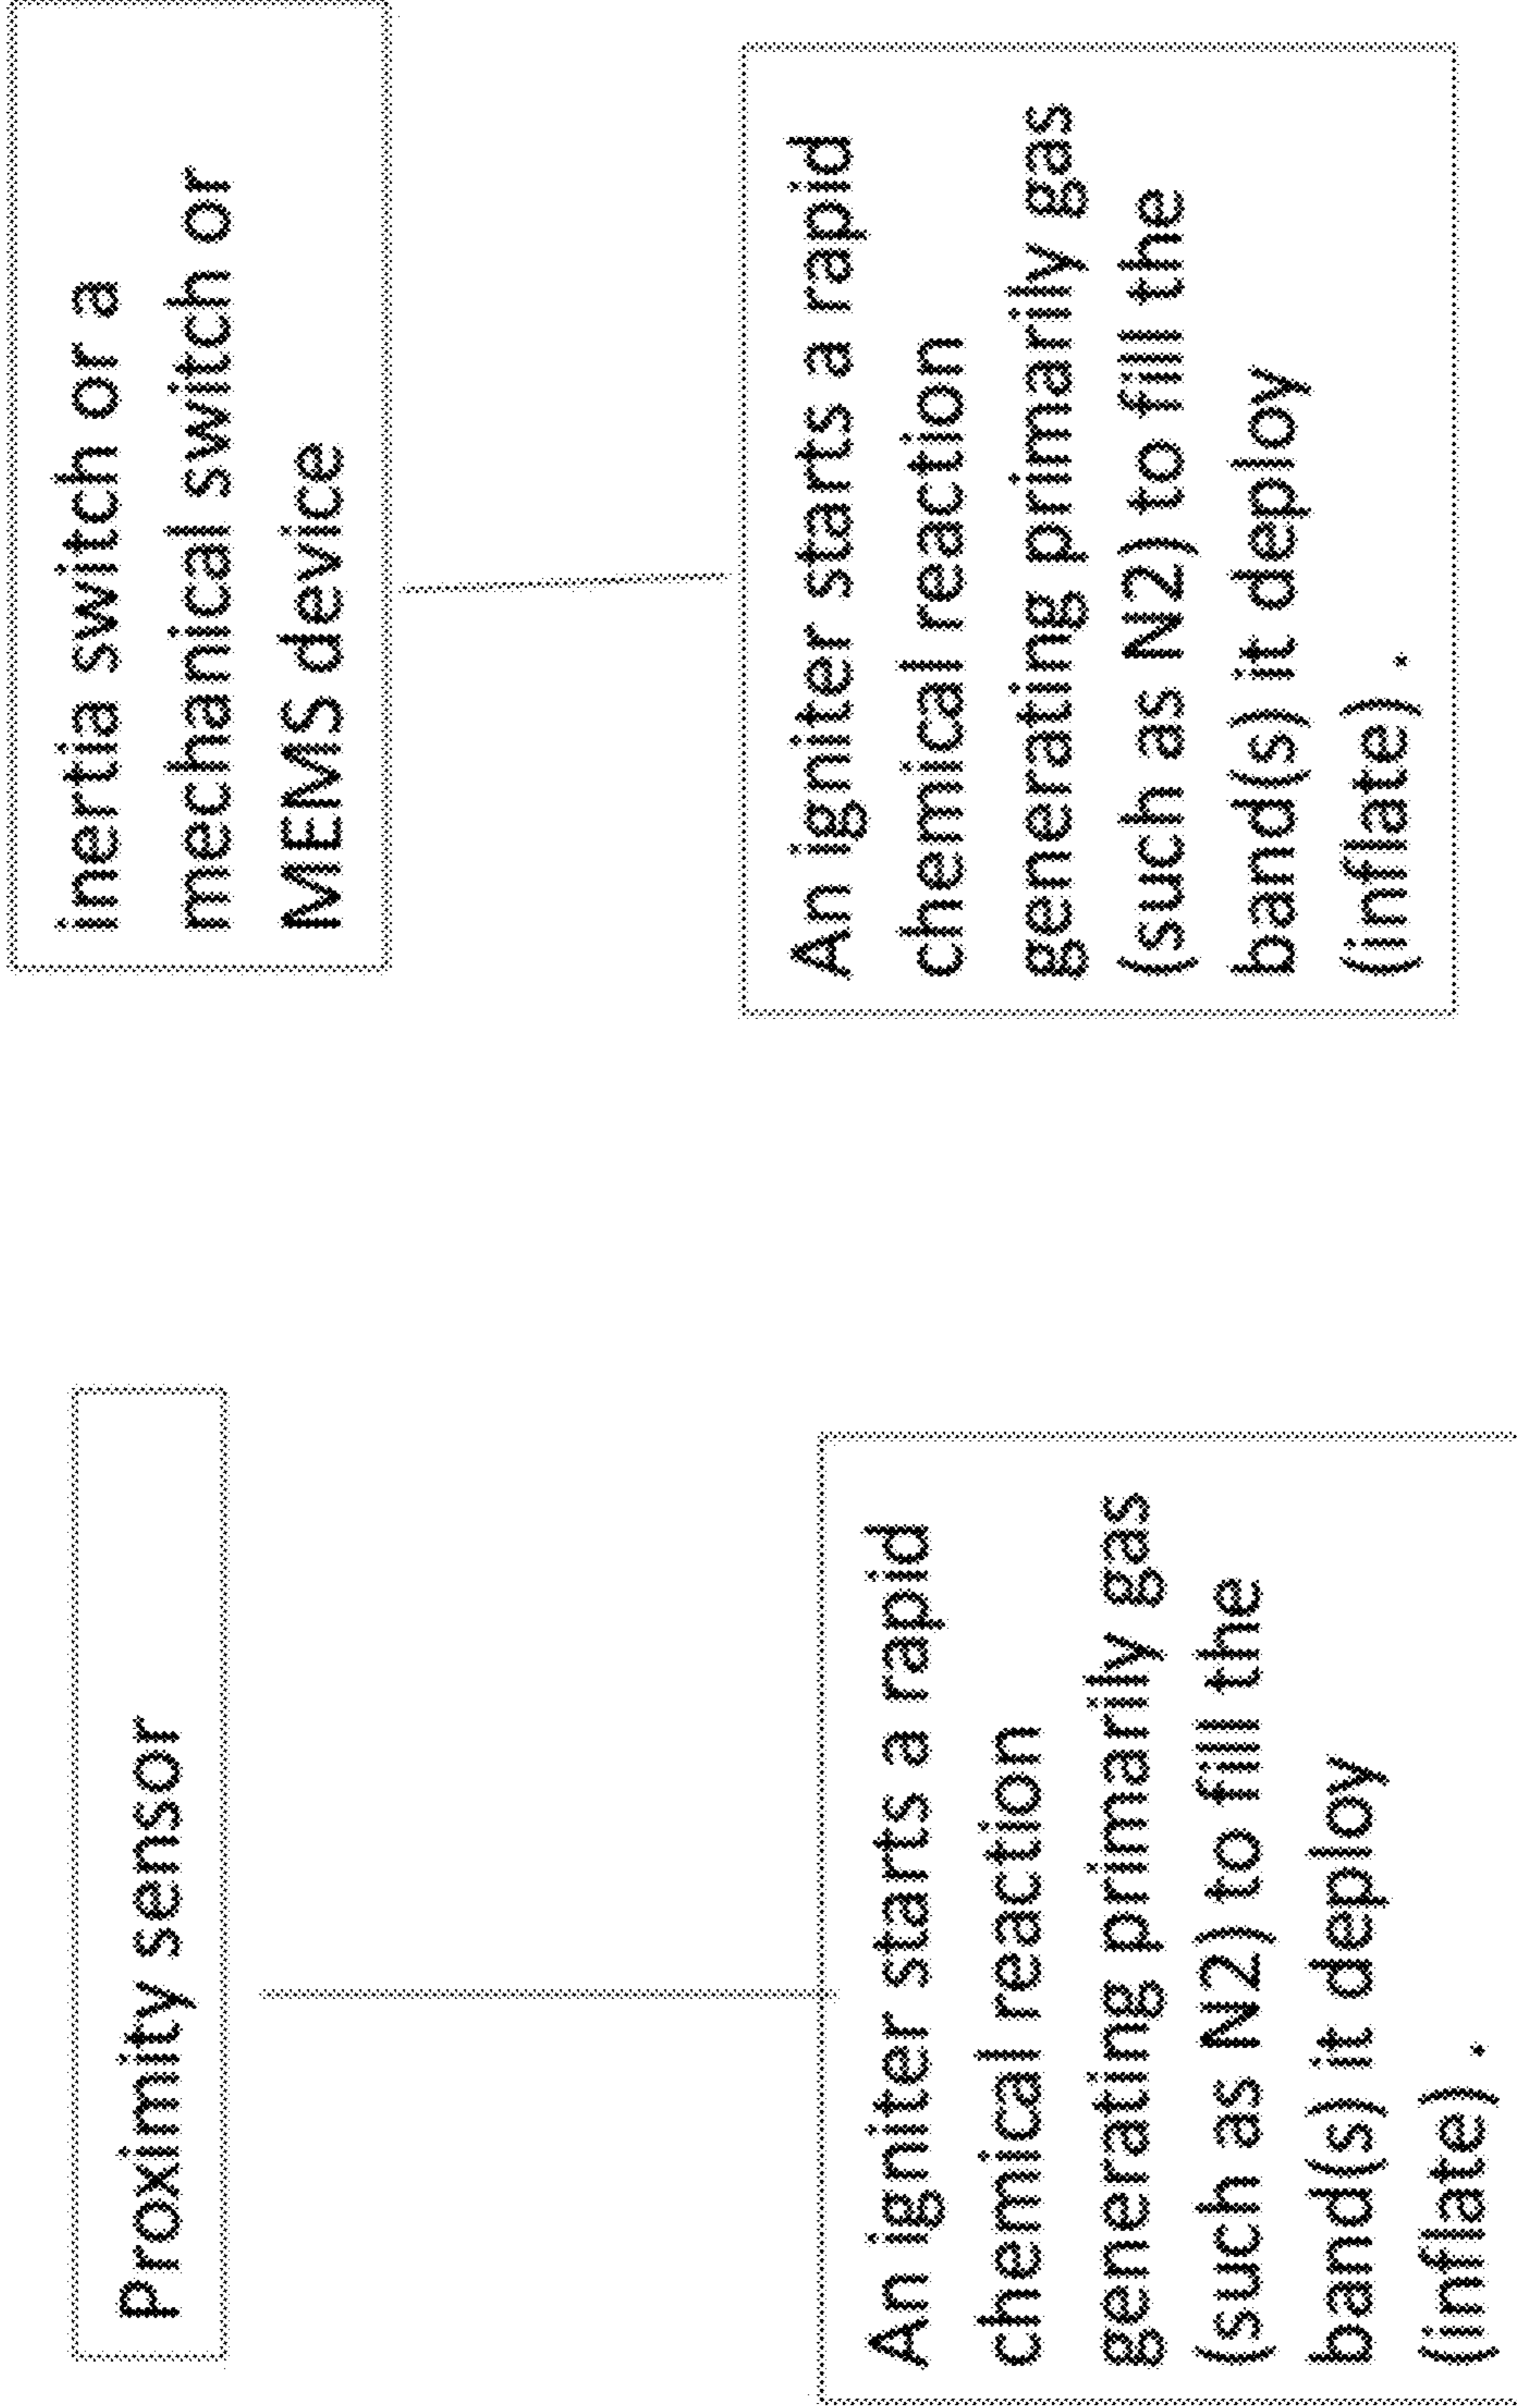 Proximity sensor
An igniter starts a rapid
chemical reaction
generating primarily gas
(such as N2) to fill the
band(s) it deploy
(inflate) .
inertia switch or a
mechanical switch or
MEMS device
An igniter starts a rapid
chemical reaction
generating primarily gas
(such as N2) to fill the
band(s) it deploy
(inflate) .